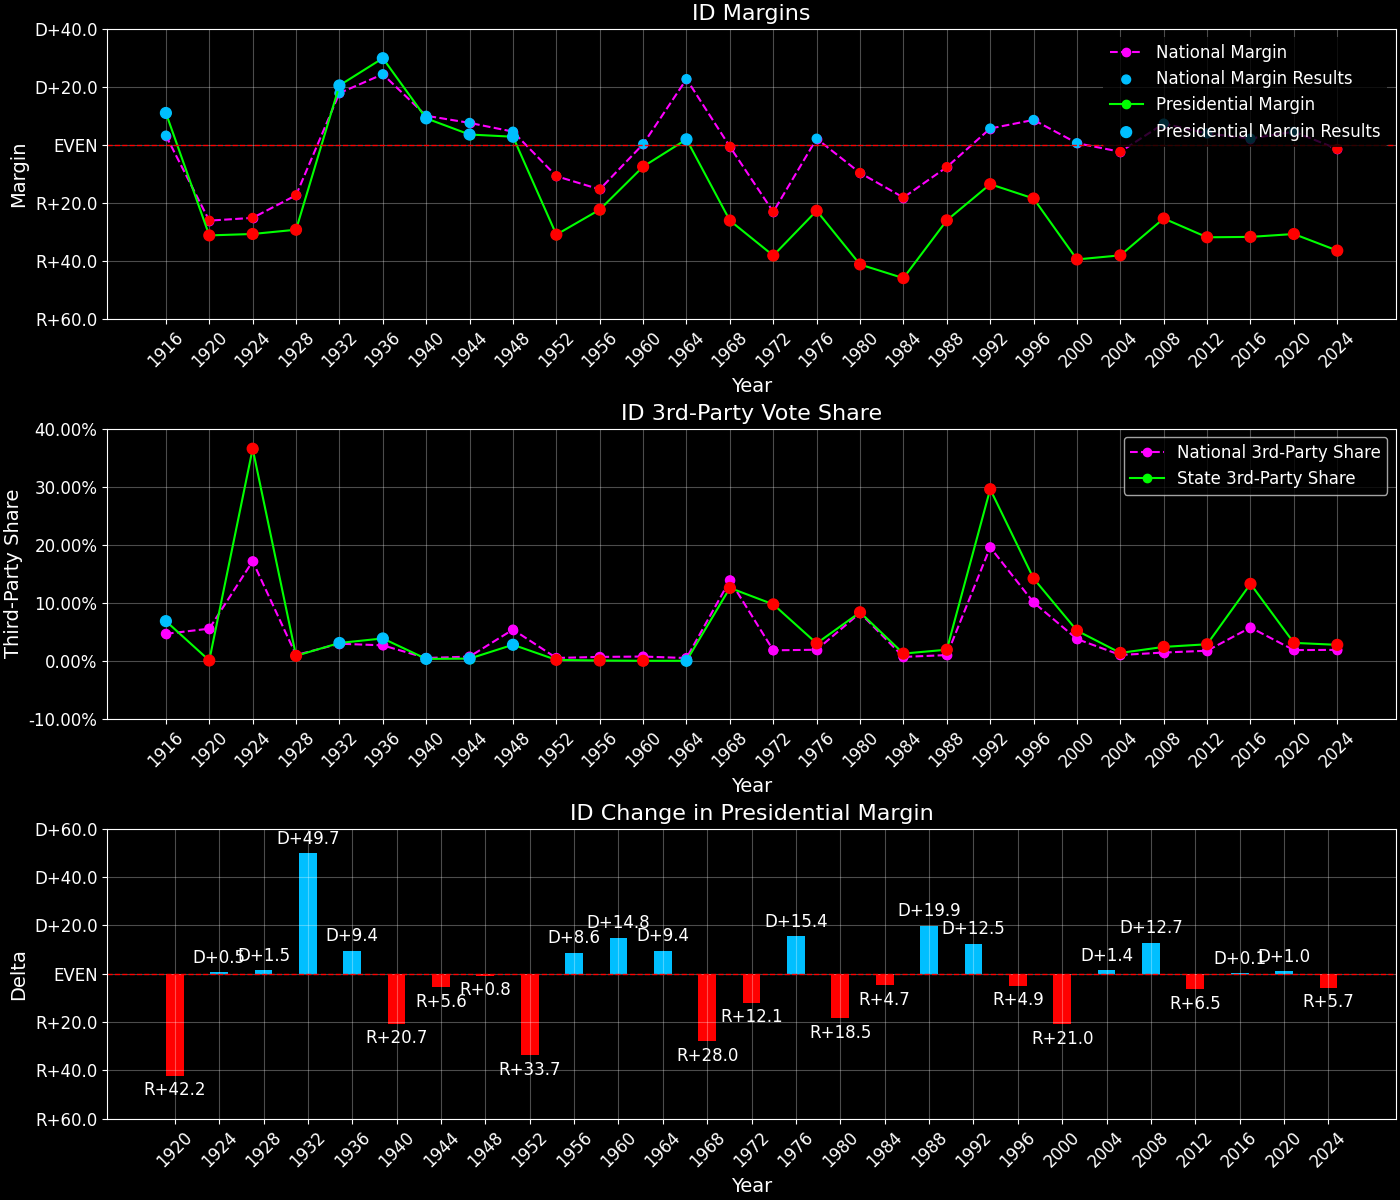 ID Margins
D+40.0
D+20.0
EVEN
R+20.0
R+40.0
R+60.0
Margin
National Margin
National Margin Results
Presidential Margin
Presidential Margin Results
1916 1920 1924 1928 1932 1936 1940 1944 1948 1952 1956 1960 1964 1968 1972 1976 1980 1984 1988 1992 1996 2000 2004 2008 2012 2016 2020 2024
Year
ID 3rd-Party Vote Share
40.00%
30.00%
20.00%
10.00%
0.00%
-10.00%
Third-Party Share
National 3rd-Party Share
State 3rd-Party Share
1916 1920 1924 1928 1932 1936 1940 1944 1948 1952 1956 1960 1964 1968 1972 1976 1980 1984 1988 1992 1996 2000 2004 2008 2012 2016 2020 2024
Year
ID Change in Presidential Margin
D+60.0
D+40.0
D+20.0
EVEN
R+20.0
R+40.0
R+60.0
Delta
R+42.2
D+0.5
D+1.5
D+49.7
D+9.4
R+20.7
R+5.6
R+0.8
R+33.7
D+8.6
D+14.8
D+9.4
R+28.0
R+12.1
D+15.4
R+18.5
R+4.7
D+19.9
D+12.5
R+4.9
R+21.0
D+1.4
D+12.7
R+6.5
D+0.1
D+1.0
R+5.7
1920 1924 1928 1932 1936 1940 1944 1948 1952 1956 1960 1964 1968 1972 1976 1980 1984 1988 1992 1996 2000 2004 2008 2012 2016 2020 2024
Year